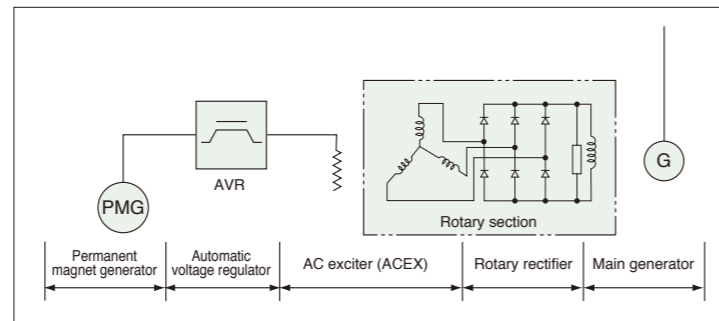 PMG
AVR
G
Rotary section
Permanent
magnet generator
Automatic
voltage regulator
AC exciter (ACEX)
Rotary rectifier
Main generator